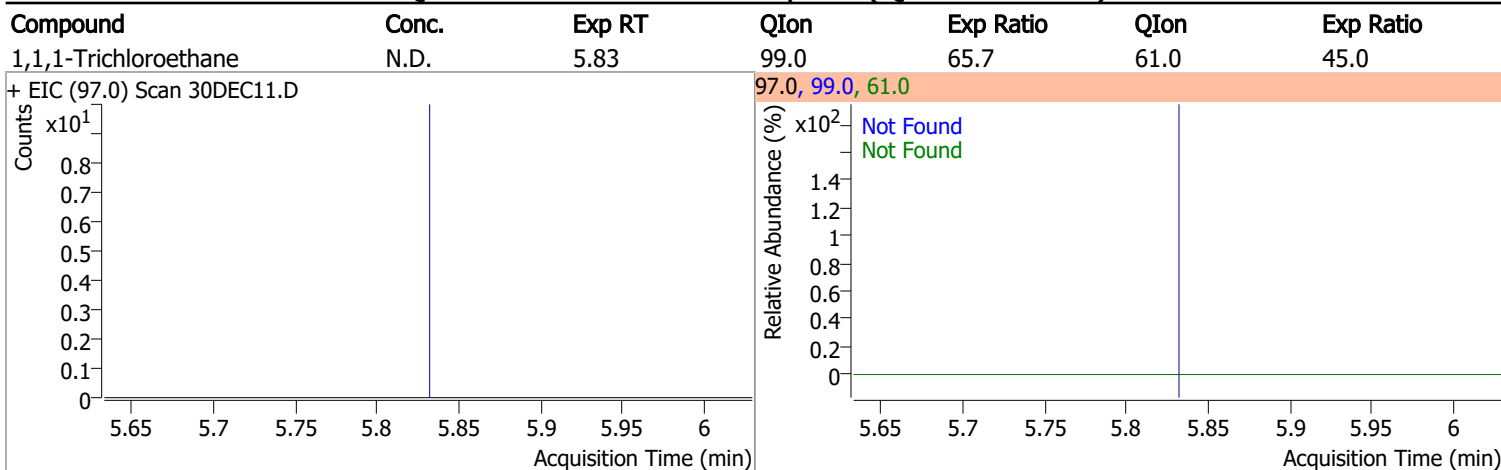 Compound Conc. Exp RT QIon Exp Ratio QIon Exp Ratio
1,1,1-Trichloroethane N.D. 5.83 99.0 65.7 61.0 45.0
+ EIC (97.0) Scan 30DEC11.D
Counts
x10¹
0.8
0.7
0.6
0.5
0.4
0.3
0.2
0.1
0
5.65 5.7 5.75 5.8 5.85 5.9 5.95 6
Acquisition Time (min)
97.0, 99.0, 61.0
Relative Abundance (%)
x10²
Not Found
Not Found
1.4
1.2
1
0.8
0.6
0.4
0.2
0
5.65 5.7 5.75 5.8 5.85 5.9 5.95 6
Acquisition Time (min)